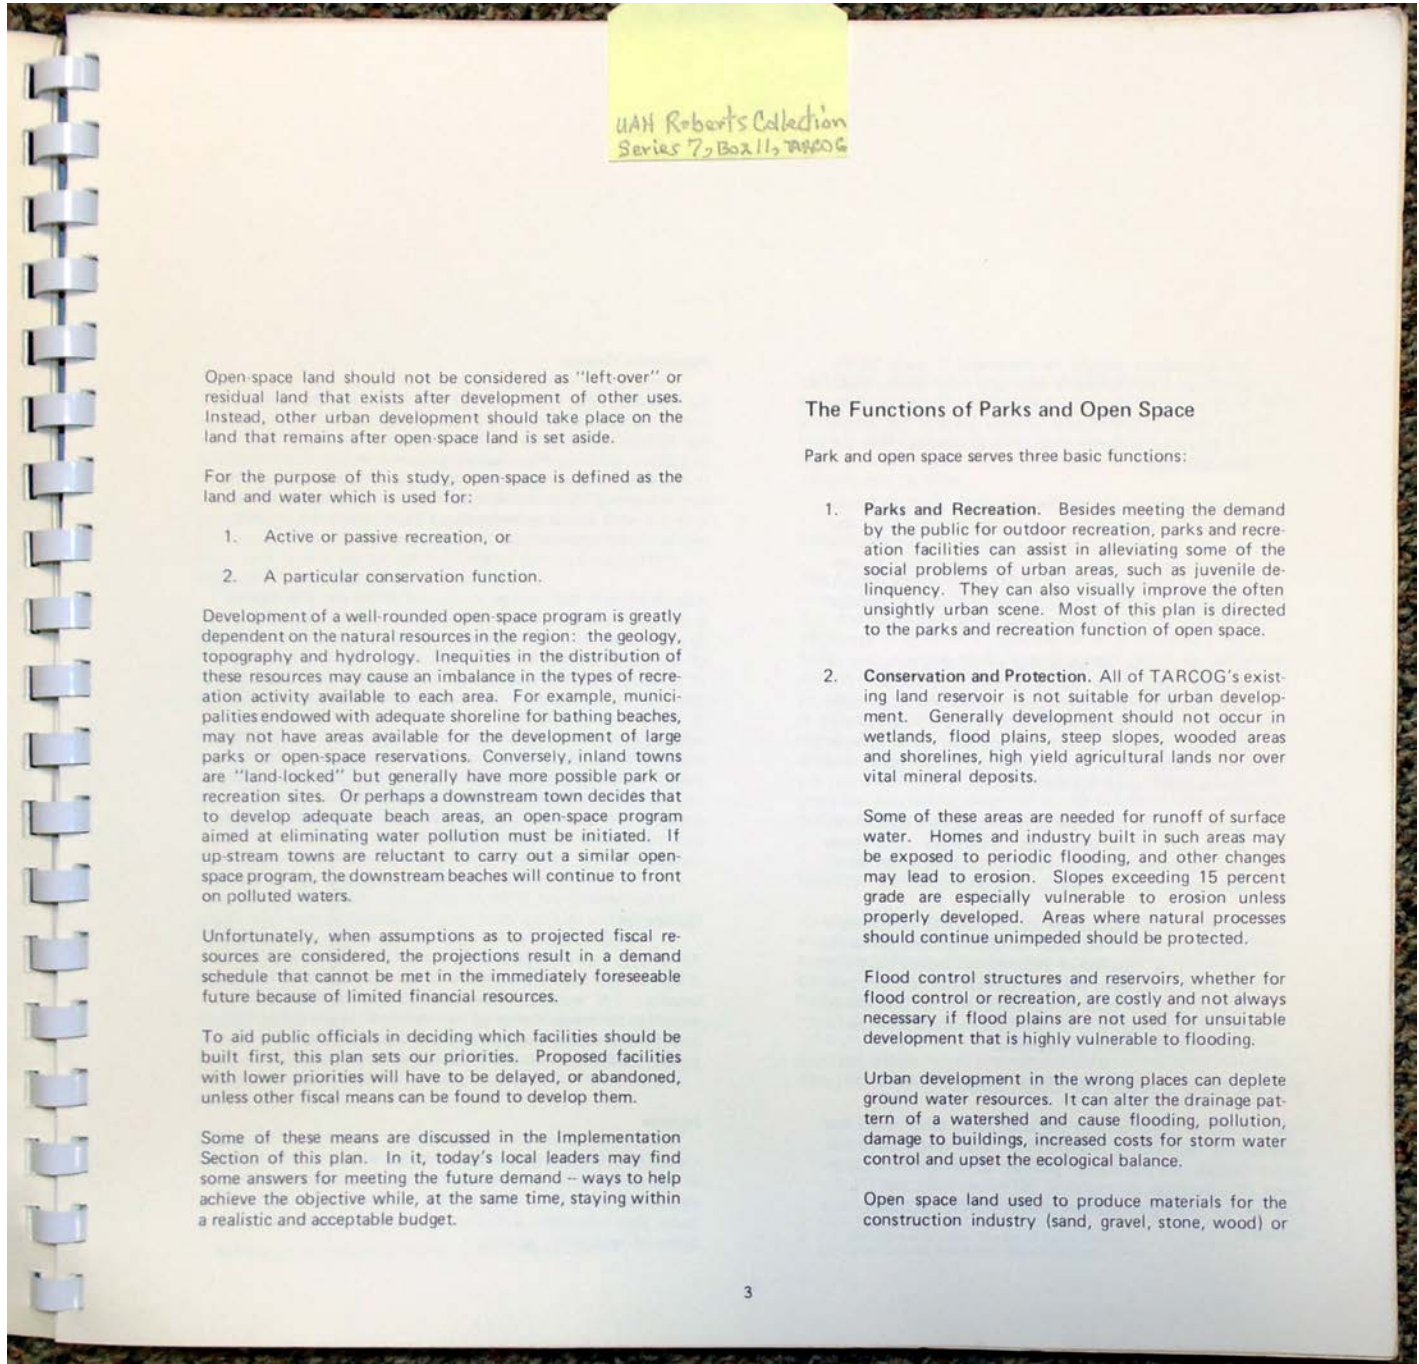 UAH Roberts Collection
Series 7, Box 11, TARCOG
Open-space land should not be considered as "left-over" or
residual land that exists after development of other uses.
Instead, other urban development should take place on the
land that remains after open-space land is set aside.
For the purpose of this study, open-space is defined as the
land and water which is used for:
1. Active or passive recreation, or
2. A particular conservation function.
Development of a well-rounded open-space program is greatly
dependent on the natural resources in the region: the geology,
topography and hydrology. Inequities in the distribution of
these resources may cause an imbalance in the types of recre-
ation activity available to each area. For example, munici-
palities endowed with adequate shoreline for bathing beaches,
may not have areas available for the development of large
parks or open-space reservations. Conversely, inland towns
are "land-locked" but generally have more possible park or
recreation sites. Or perhaps a downstream town decides that
to develop adequate beach areas, an open-space program
aimed at eliminating water pollution must be initiated. If
up-stream towns are reluctant to carry out a similar open-
space program, the downstream beaches will continue to front
on polluted waters.
Unfortunately, when assumptions as to projected fiscal re-
sources are considered, the projections result in a demand
schedule that cannot be met in the immediately foreseeable
future because of limited financial resources.
To aid public officials in deciding which facilities should be
built first, this plan sets our priorities. Proposed facilities
with lower priorities will have to be delayed, or abandoned,
unless other fiscal means can be found to develop them.
Some of these means are discussed in the Implementation
Section of this plan. In it, today's local leaders may find
some answers for meeting the future demand -- ways to help
achieve the objective while, at the same time, staying within
a realistic and acceptable budget.
The Functions of Parks and Open Space
Park and open space serves three basic functions:
1. Parks and Recreation. Besides meeting the demand
by the public for outdoor recreation, parks and recre-
ation facilities can assist in alleviating some of the
social problems of urban areas, such as juvenile de-
linquency. They can also visually improve the often
unsightly urban scene. Most of this plan is directed
to the parks and recreation function of open space.
2. Conservation and Protection. All of TARCOG's exist-
ing land reservoir is not suitable for urban develop-
ment. Generally development should not occur in
wetlands, flood plains, steep slopes, wooded areas
and shorelines, high yield agricultural lands nor over
vital mineral deposits.
Some of these areas are needed for runoff of surface
water. Homes and industry built in such areas may
be exposed to periodic flooding, and other changes
may lead to erosion. Slopes exceeding 15 percent
grade are especially vulnerable to erosion unless
properly developed. Areas where natural processes
should continue unimpeded should be protected.
Flood control structures and reservoirs, whether for
flood control or recreation, are costly and not always
necessary if flood plains are not used for unsuitable
development that is highly vulnerable to flooding.
Urban development in the wrong places can deplete
ground water resources. It can alter the drainage pat-
tern of a watershed and cause flooding, pollution,
damage to buildings, increased costs for storm water
control and upset the ecological balance.
Open space land used to produce materials for the
construction industry (sand, gravel, stone, wood) or
3